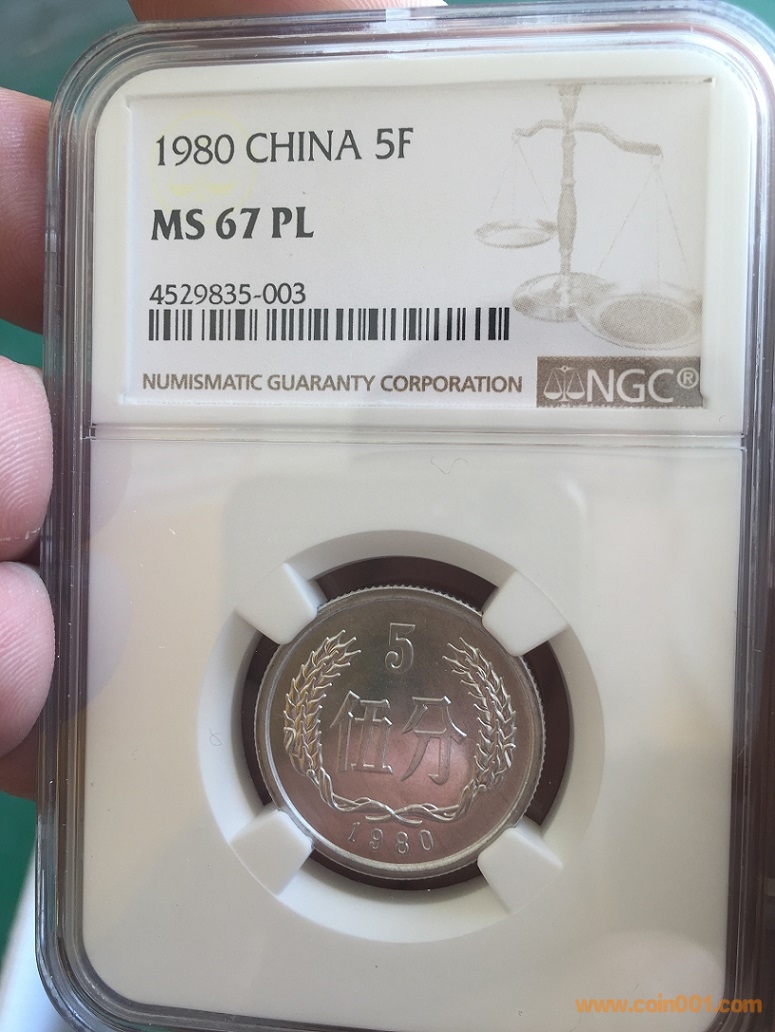 1980 CHINA 5F
MS 67 PL
4529835-003
NUMISMATIC GUARANTY CORPORATION NGC®
5
伍分
1980
www.coin001.com